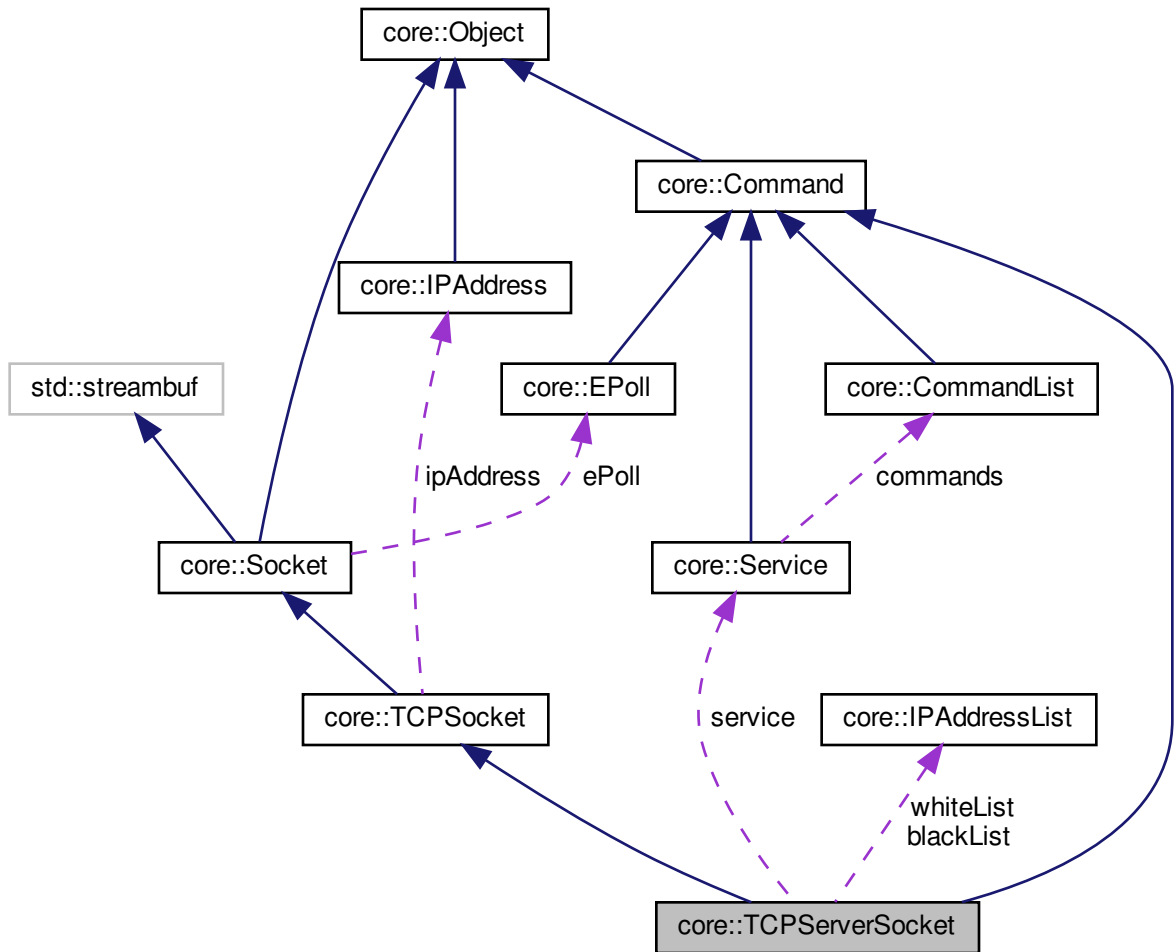 core::Object
core::Command
core::IPAddress
std::streambuf
core::EPoll
core::CommandList
ipAddress
ePoll
commands
core::Socket
core::Service
core::TCPSocket
service
core::IPAddressList
whiteList
blackList
core::TCPServerSocket